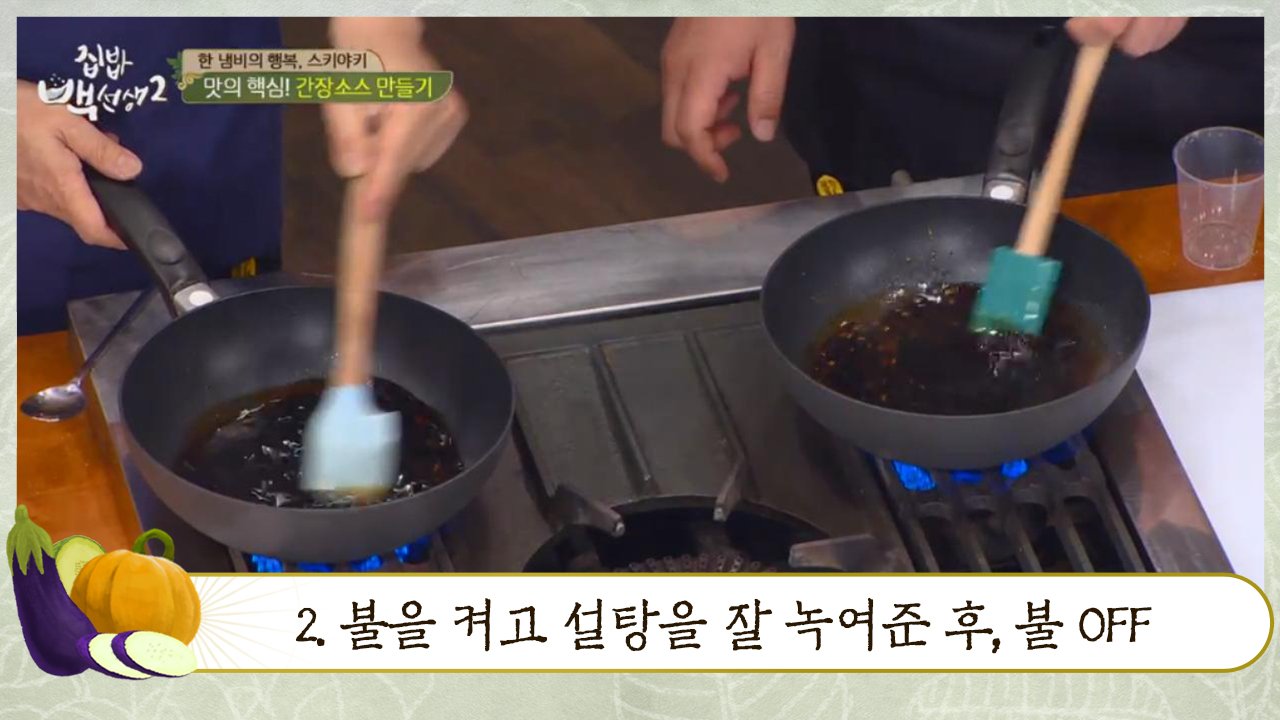 집밥
백선생2
한 냄비의 행복, 스키야키
맛의 핵심! 간장소스 만들기
2. 불을 켜고 설탕을 잘 녹여준 후, 불 OFF